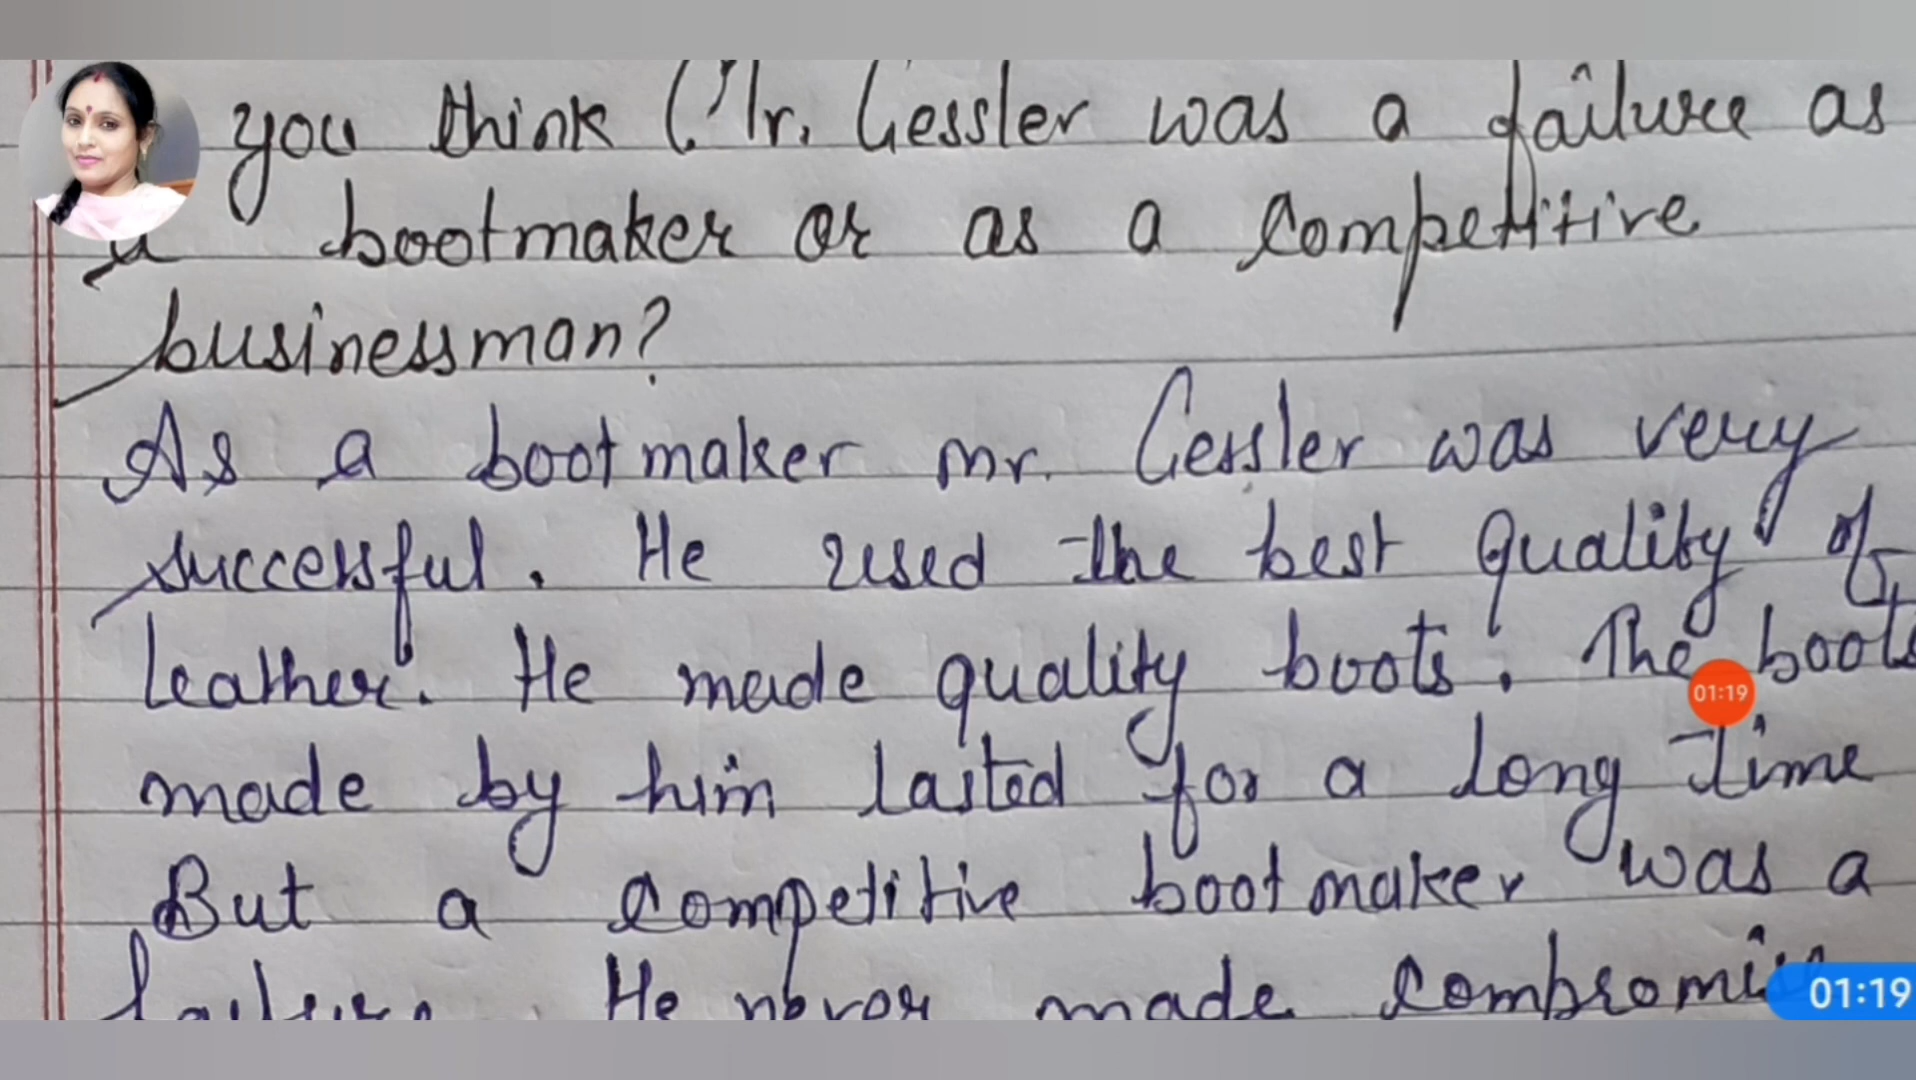 you think Mr. Gessler was a failure as
a bootmaker or as a competitive
businessman?
As a bootmaker mr. Gessler was very
successful. He used the best quality of
leather. He made quality boots. The boots
made by him lasted for a long time
But a competitive bootmaker was a
failure. He never made compromis
01:19
01:19